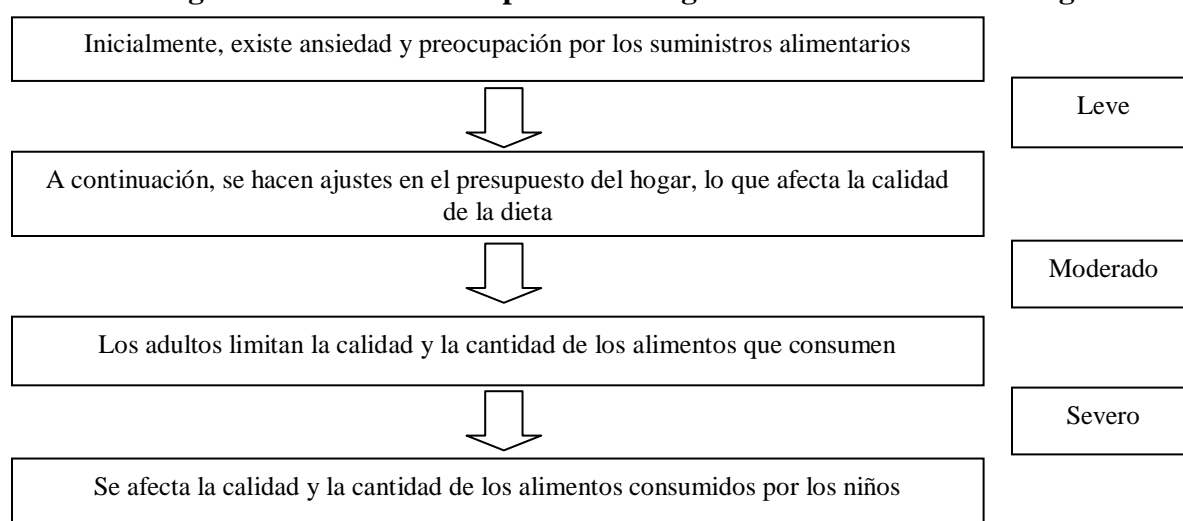 Inicialmente, existe ansiedad y preocupación por los suministros alimentarios
Leve
A continuación, se hacen ajustes en el presupuesto del hogar, lo que afecta la calidad
de la dieta
Moderado
Los adultos limitan la calidad y la cantidad de los alimentos que consumen
Severo
Se afecta la calidad y la cantidad de los alimentos consumidos por los niños